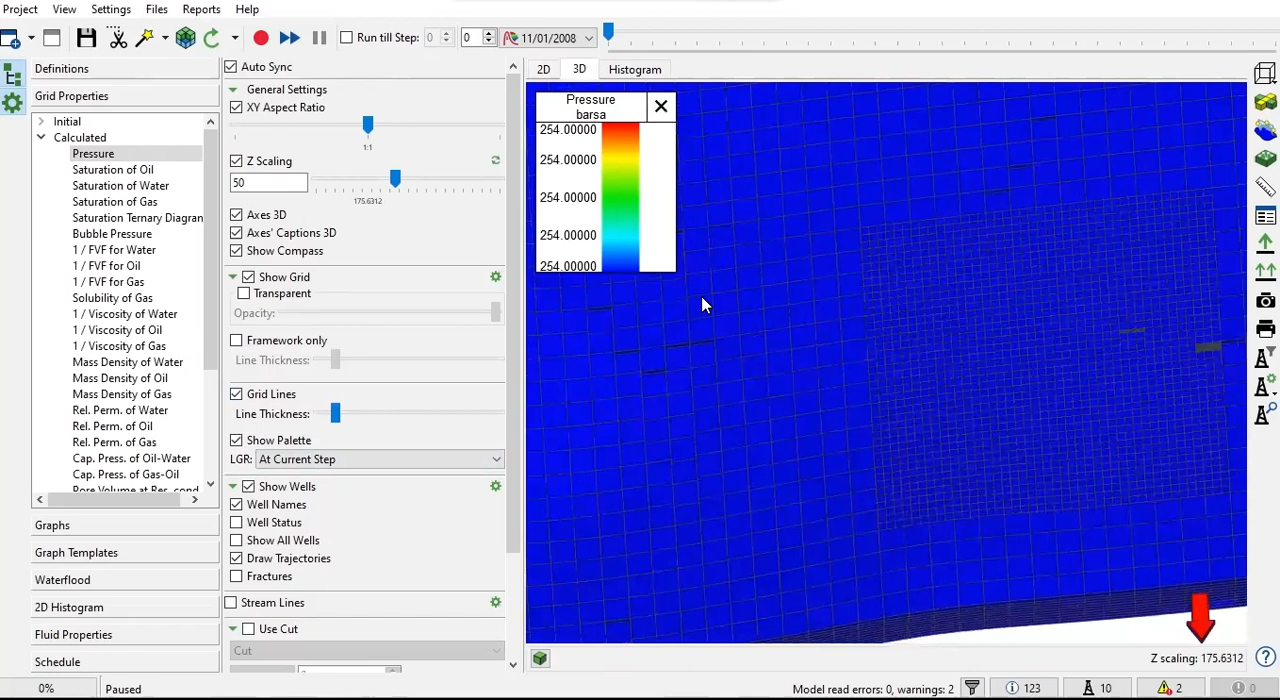 Project View Settings Files Reports Help
Run till Step: 0 0 11/01/2008
Definitions
Grid Properties
Initial
Calculated
Pressure
Saturation of Oil
Saturation of Water
Saturation of Gas
Saturation Ternary Diagran
Bubble Pressure
1 / FVF for Water
1 / FVF for Oil
1 / FVF for Gas
Solubility of Gas
1 / Viscosity of Water
1 / Viscosity of Oil
1 / Viscosity of Gas
Mass Density of Water
Mass Density of Oil
Mass Density of Gas
Rel. Perm. of Water
Rel. Perm. of Oil
Rel. Perm. of Gas
Cap. Press. of Oil-Water
Cap. Press. of Gas-Oil
Pore Volume at Res. cond
Graphs
Graph Templates
Waterflood
2D Histogram
Fluid Properties
Schedule
Auto Sync
General Settings
XY Aspect Ratio
1:1
Z Scaling
50
175.6312
Axes 3D
Axes' Captions 3D
Show Compass
Show Grid
Transparent
Opacity:
Framework only
Line Thickness:
Grid Lines
Line Thickness:
Show Palette
LGR: At Current Step
Show Wells
Well Names
Well Status
Show All Wells
Draw Trajectories
Fractures
Stream Lines
Use Cut
Cut
2D 3D Histogram
Pressure
barsa
254.00000
254.00000
254.00000
254.00000
254.00000
Z scaling: 175.6312
0% Paused Model read errors: 0, warnings: 2 123 10 2 0